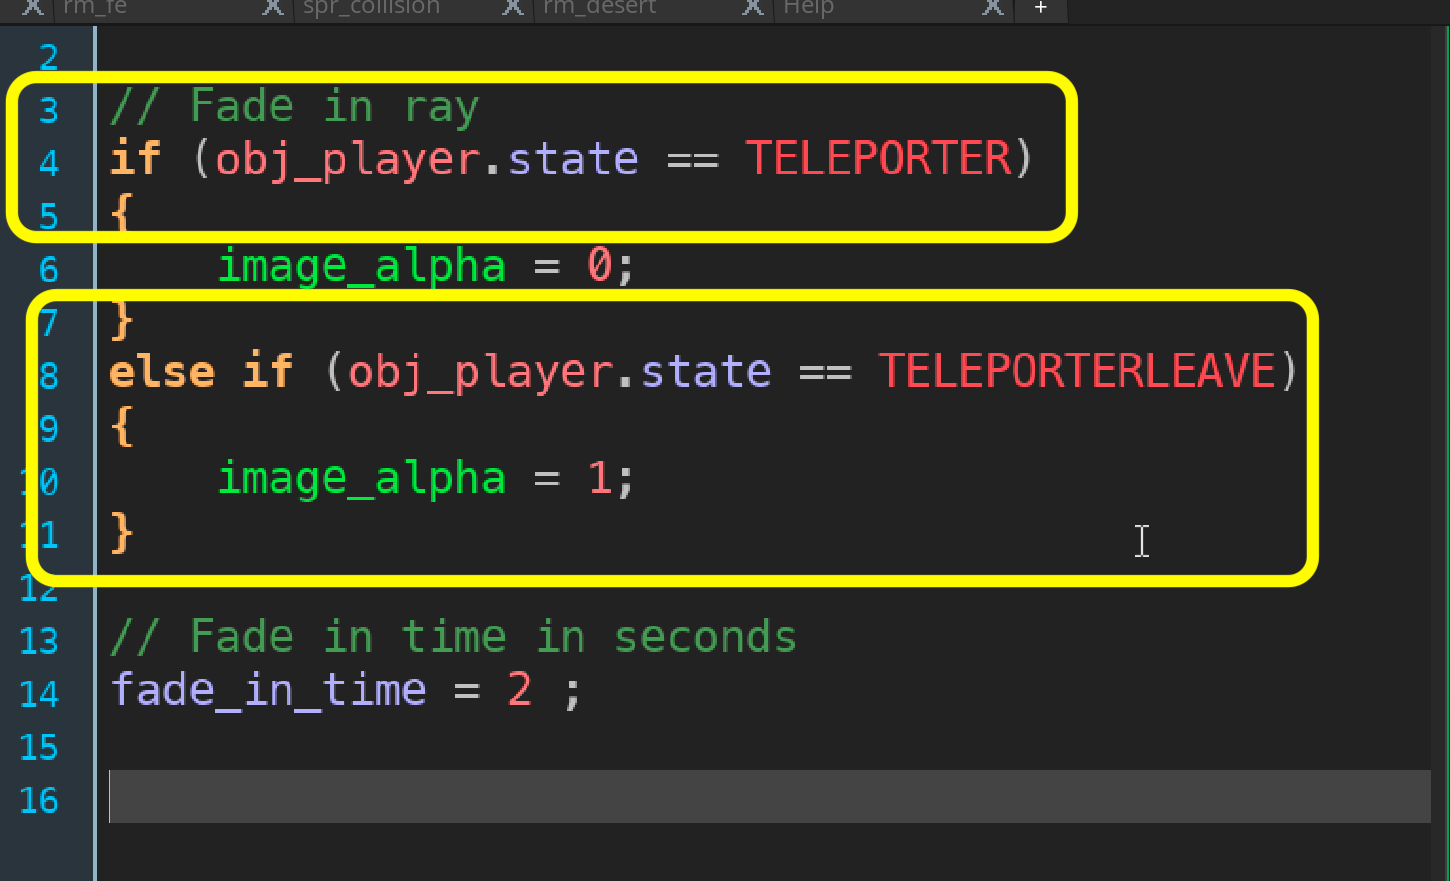 rm_fe spr_collision rm_desert Help +
2
3 // Fade in ray
4 if (obj_player.state == TELEPORTER)
5 {
6     image_alpha = 0;
7 }
8 else if (obj_player.state == TELEPORTERLEAVE)
9 {
10     image_alpha = 1;
11 }
12
13 // Fade in time in seconds
14 fade_in_time = 2 ;
15
16